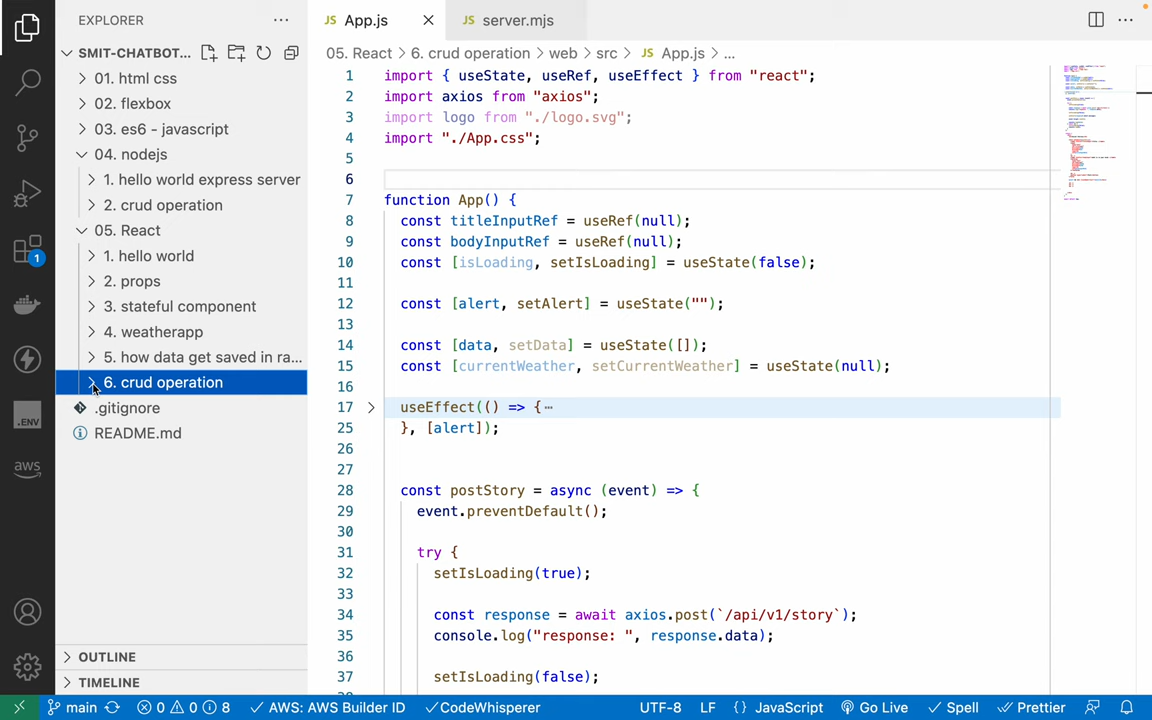 EXPLORER
SMIT-CHATBOT...
01. html css
02. flexbox
03. es6 - javascript
04. nodejs
1. hello world express server
2. crud operation
05. React
1. hello world
2. props
3. stateful component
4. weatherapp
5. how data get saved in ra...
6. crud operation
.gitignore
README.md
OUTLINE
TIMELINE
1
.ENV
aws
JS App.js
JS server.mjs
05. React > 6. crud operation > web > src > JS App.js > ...
1 import { useState, useRef, useEffect } from "react";
2 import axios from "axios";
3 import logo from "./logo.svg";
4 import "./App.css";
5
6
7 function App() {
8 const titleInputRef = useRef(null);
9 const bodyInputRef = useRef(null);
10 const [isLoading, setIsLoading] = useState(false);
11
12 const [alert, setAlert] = useState("");
13
14 const [data, setData] = useState([]);
15 const [currentWeather, setCurrentWeather] = useState(null);
16
17 useEffect(() => {⋯
25 }, [alert]);
26
27
28 const postStory = async (event) => {
29 event.preventDefault();
30
31 try {
32 setIsLoading(true);
33
34 const response = await axios.post(`/api/v1/story`);
35 console.log("response: ", response.data);
36
37 setIsLoading(false);
main 0 0 8 AWS: AWS Builder ID CodeWhisperer UTF-8 LF {} JavaScript Go Live Spell Prettier